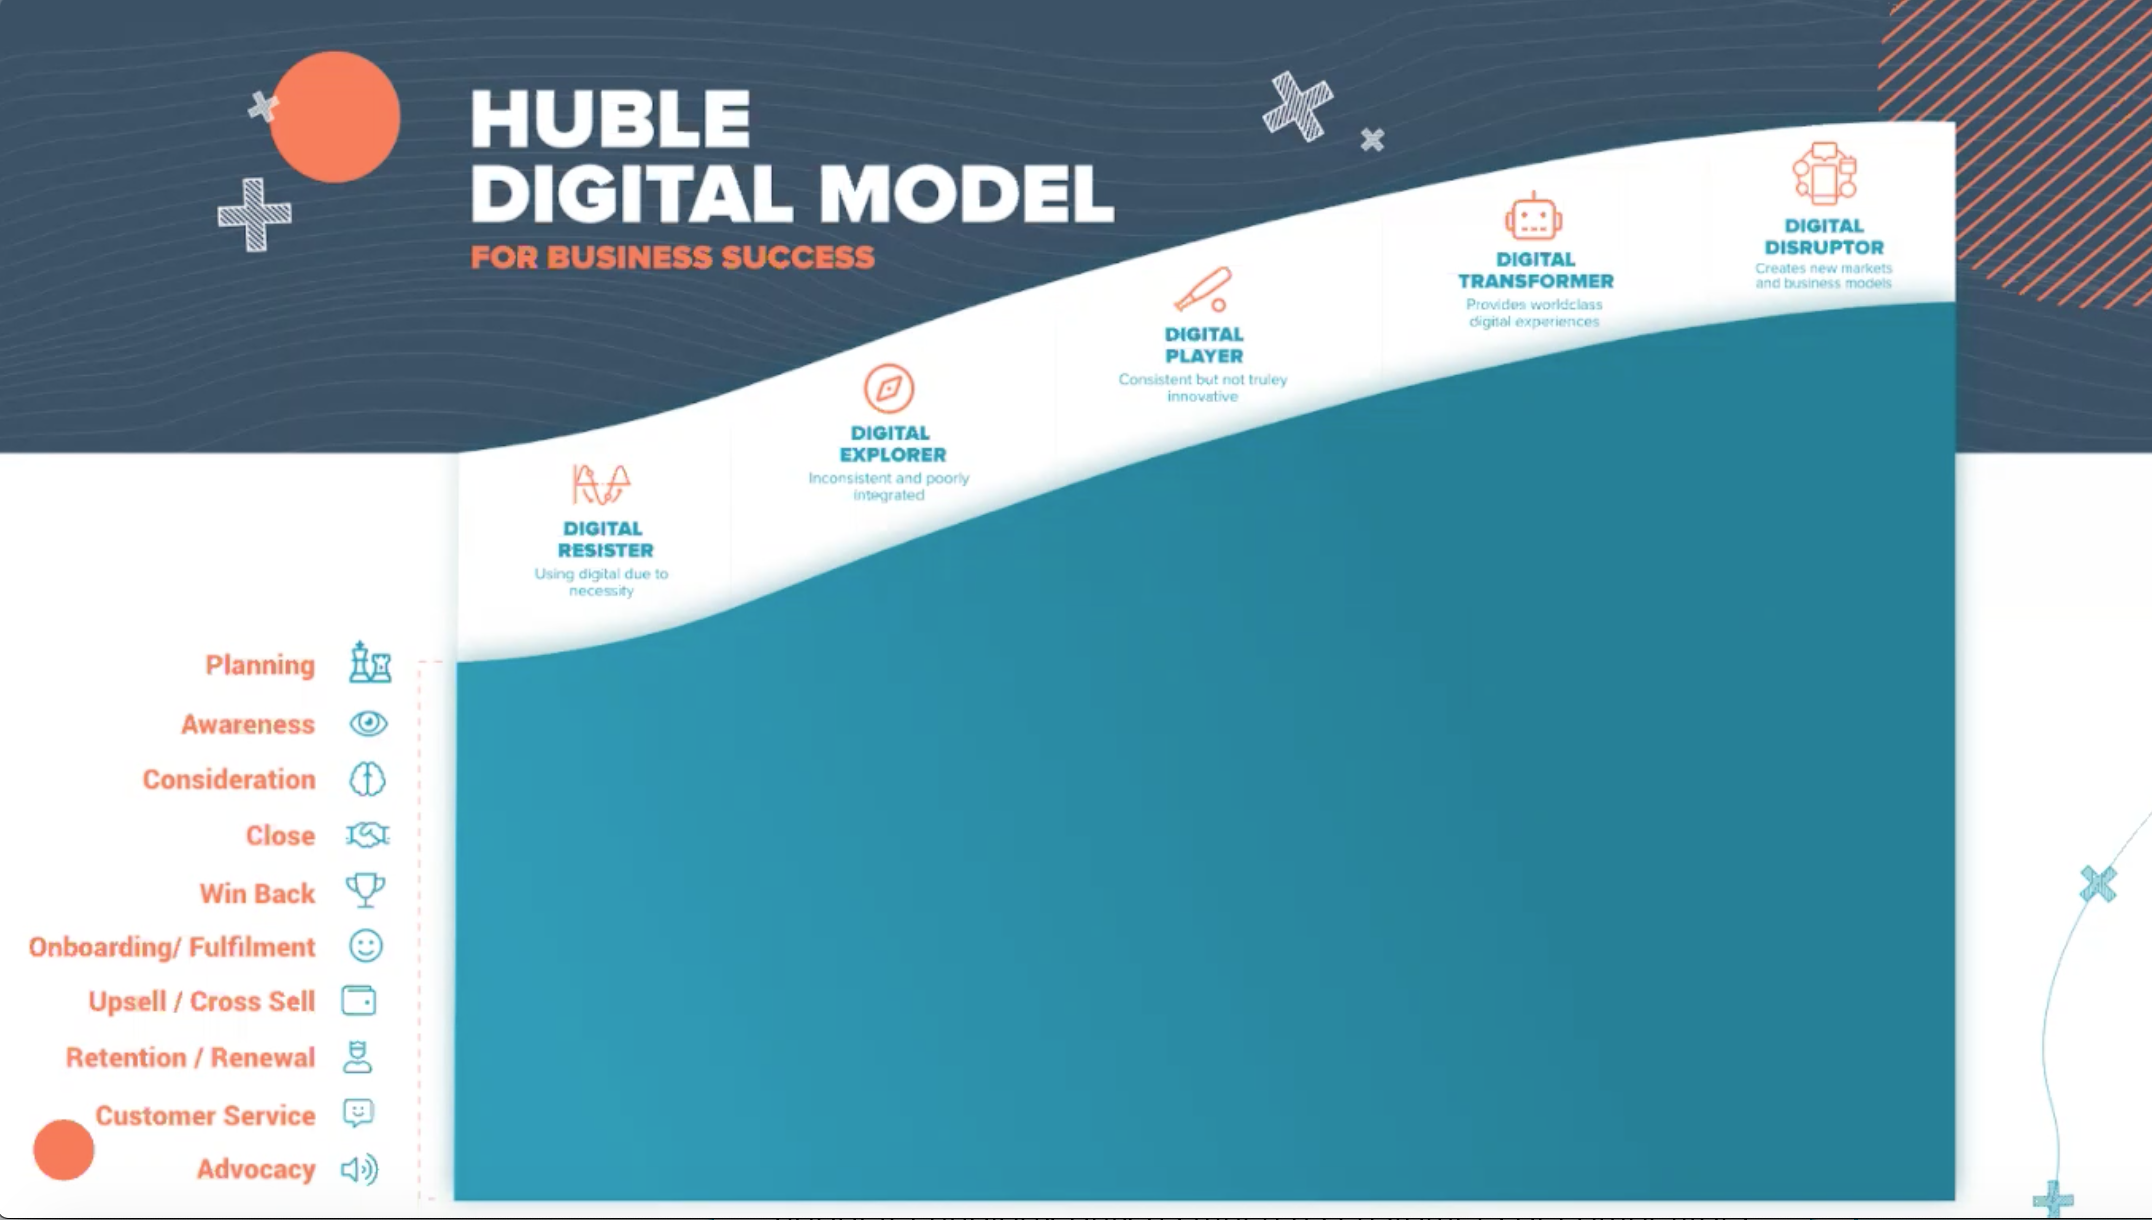 HUBLE
DIGITAL MODEL
FOR BUSINESS SUCCESS
DIGITAL
RESISTER
Using digital due to
necessity
DIGITAL
EXPLORER
Inconsistent and poorly
integrated
DIGITAL
PLAYER
Consistent but not truley
innovative
DIGITAL
TRANSFORMER
Provides worldclass
digital experiences
DIGITAL
DISRUPTOR
Creates new markets
and business models
Planning
Awareness
Consideration
Close
Win Back
Onboarding/ Fulfilment
Upsell / Cross Sell
Retention / Renewal
Customer Service
Advocacy